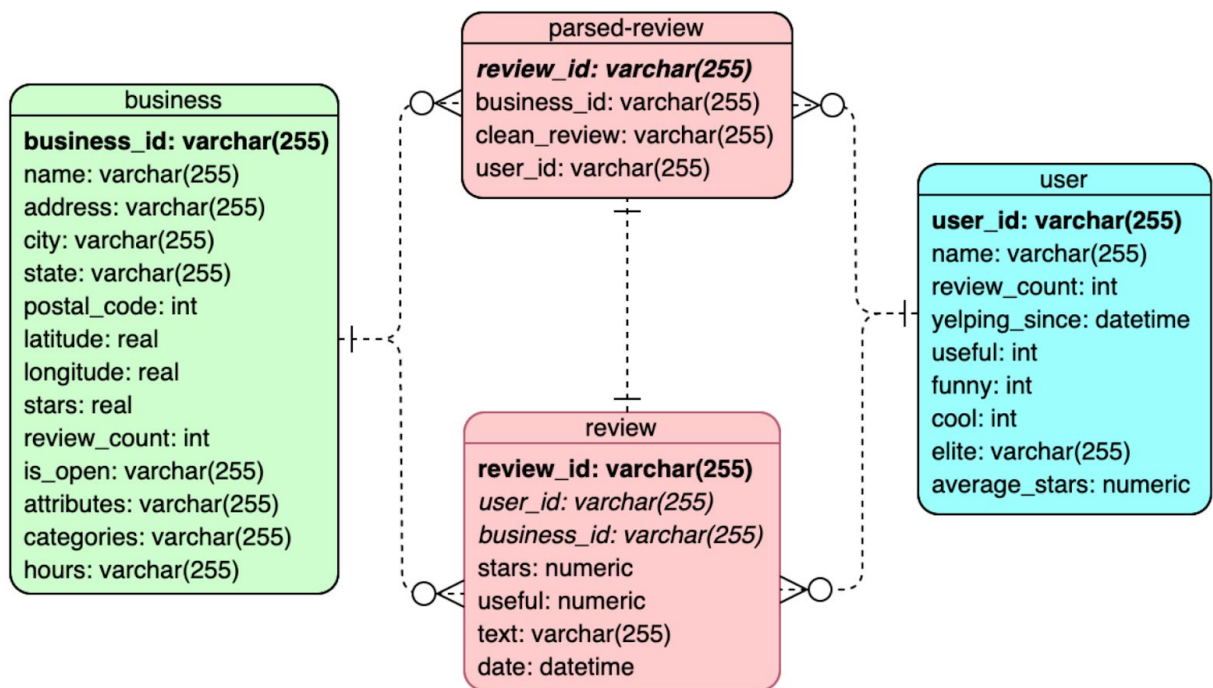 business
business_id: varchar(255)
name: varchar(255)
address: varchar(255)
city: varchar(255)
state: varchar(255)
postal_code: int
latitude: real
longitude: real
stars: real
review_count: int
is_open: varchar(255)
attributes: varchar(255)
categories: varchar(255)
hours: varchar(255)
parsed-review
review_id: varchar(255)
business_id: varchar(255)
clean_review: varchar(255)
user_id: varchar(255)
review
review_id: varchar(255)
user_id: varchar(255)
business_id: varchar(255)
stars: numeric
useful: numeric
text: varchar(255)
date: datetime
user
user_id: varchar(255)
name: varchar(255)
review_count: int
yelping_since: datetime
useful: int
funny: int
cool: int
elite: varchar(255)
average_stars: numeric